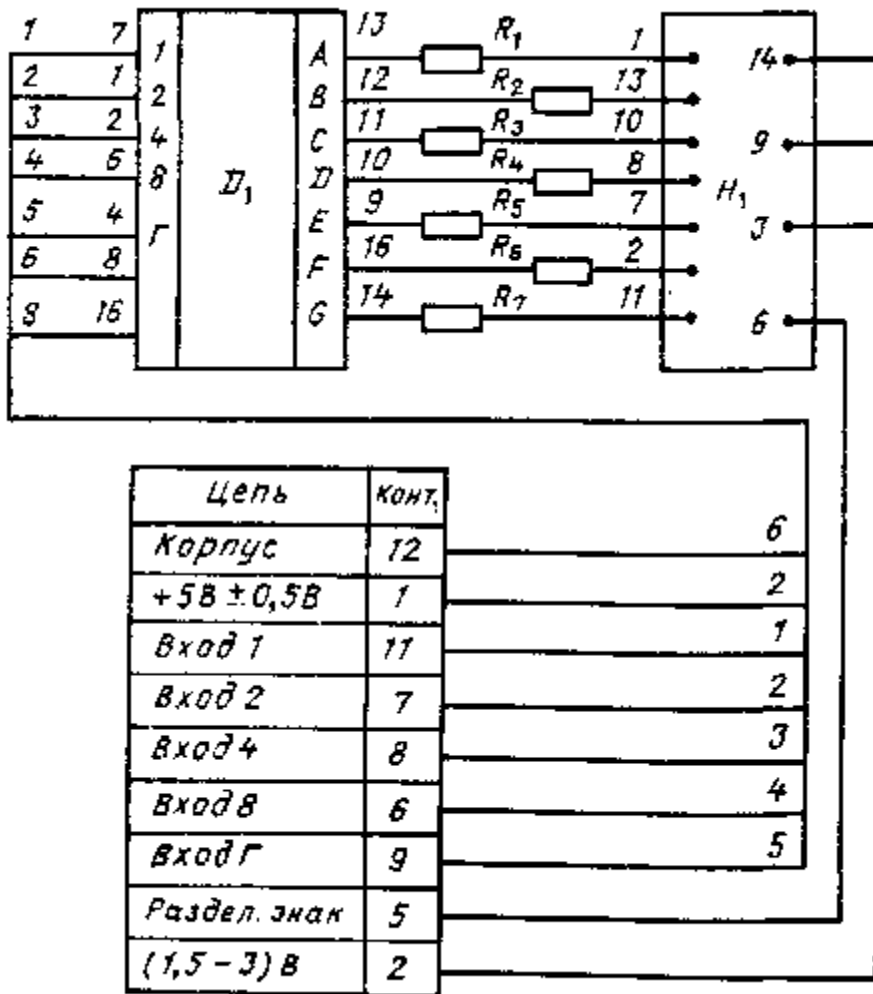 1 7 1 A 13 R1 1 14
2 1 2 B 12 R2 13
3 2 4 C 11 R3 10 9
4 6 8 D1 D 10 R4 8 H1
5 4 Г E 9 R5 7 3
6 8 F 16 R6 2
8 16 G 14 R7 11 6
Цепь Конт.
Корпус 12 6
+5В ± 0,5В 1 2
Вход 1 11 1
Вход 2 7 2
Вход 4 8 3
Вход 8 6 4
Вход Г 9 5
Раздел. знак 5
(1,5 - 3) В 2